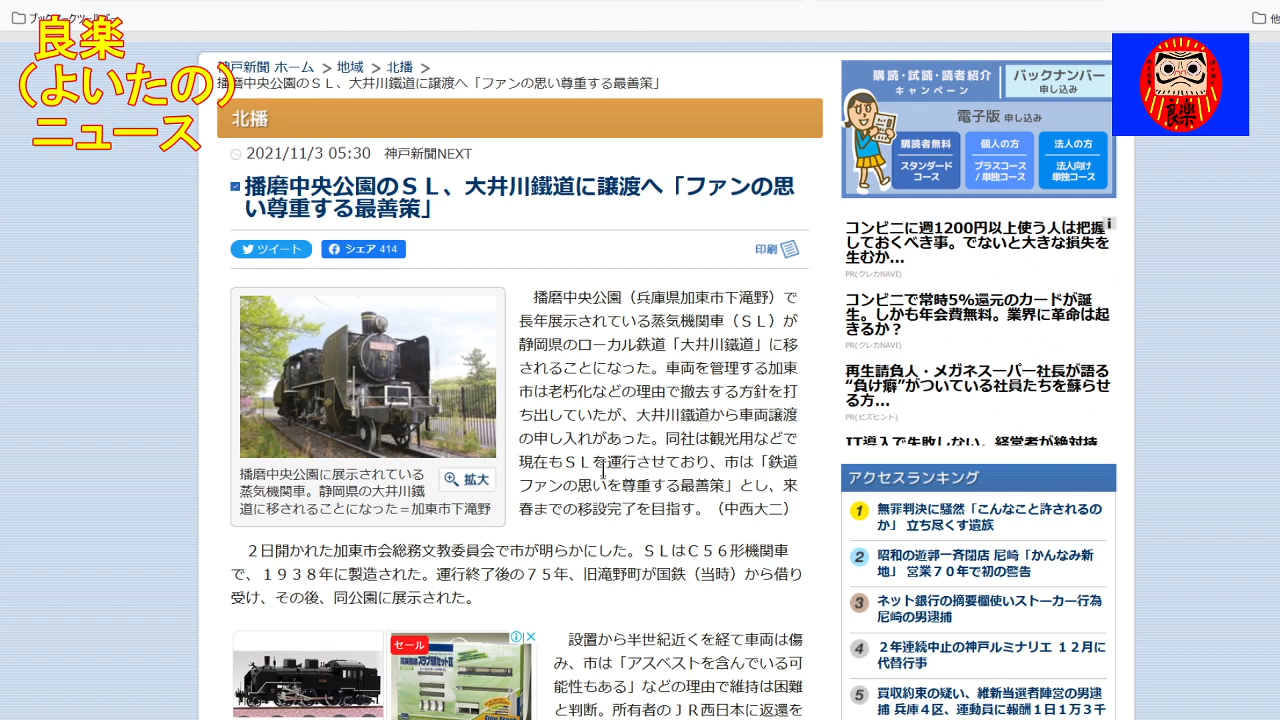 ブックマークツールバー
良楽
（よいたの）
ニュース
良楽
神戸新聞 ホーム ＞ 地域 ＞ 北播 ＞
播磨中央公園のＳＬ、大井川鐵道に譲渡へ「ファンの思い尊重する最善策」
北播
2021/11/3 05:30 神戸新聞NEXT
播磨中央公園のＳＬ、大井川鐵道に譲渡へ「ファンの思
い尊重する最善策」
ツイート
シェア 414
印刷
播磨中央公園に展示されている
蒸気機関車。静岡県の大井川鐵
道に移されることになった＝加東市下滝野
拡大
播磨中央公園（兵庫県加東市下滝野）で
長年展示されている蒸気機関車（ＳＬ）が
静岡県のローカル鉄道「大井川鐵道」に移
されることになった。車両を管理する加東
市は老朽化などの理由で撤去する方針を打
ち出していたが、大井川鐵道から車両譲渡
の申し入れがあった。同社は観光用などで
現在もＳＬを運行させており、市は「鉄道
ファンの思いを尊重する最善策」とし、来
春までの移設完了を目指す。（中西大二）
２日開かれた加東市会総務文教委員会で市が明らかにした。ＳＬはＣ５６形機関車
で、１９３８年に製造された。運行終了後の７５年、旧滝野町が国鉄（当時）から借り
受け、その後、同公園に展示された。
セール
設置から半世紀近くを経て車両は傷
み、市は「アスベストを含んでいる可
能性もある」などの理由で維持は困難
と判断。所有者のＪＲ西日本に返還を
購読・試読・読者紹介
キャンペーン
バックナンバー
申し込み
電子版 申し込み
購読者無料
スタンダード
コース
個人の方
プラスコース
/ 単独コース
法人の方
法人向け
単独コース
コンビニに週1200円以上使う人は把握
しておくべき事。でないと大きな損失を
生むか...
PR(クレカNAVI)
コンビニで常時5%還元のカードが誕
生。しかも年会費無料。業界に革命は起
きるか？
PR(クレカNAVI)
再生請負人・メガネスーパー社長が語る
“負け癖”がついている社員たちを蘇らせ
る方...
PR(ビズヒント)
IT導入で失敗しない、経営者が絶対持
アクセスランキング
1 無罪判決に騒然「こんなこと許されるの
か」 立ち尽くす遺族
2 昭和の遊郭一斉閉店 尼崎「かんなみ新
地」 営業７０年で初の警告
3 ネット銀行の摘要欄使いストーカー行為
尼崎の男逮捕
4 ２年連続中止の神戸ルミナリエ １２月に
代替行事
5 買収約束の疑い、維新当選者陣営の男逮
捕 兵庫４区、運動員に報酬１日１万３千